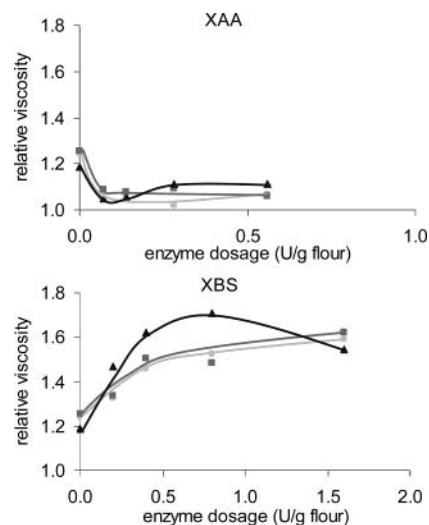 XAA
relative viscosity
1.8
1.6
1.4
1.2
1.0
0.0 0.5 1.0
enzyme dosage (U/g flour)
XBS
relative viscosity
1.8
1.6
1.4
1.2
1.0
0.0 0.5 1.0 1.5 2.0
enzyme dosage (U/g flour)